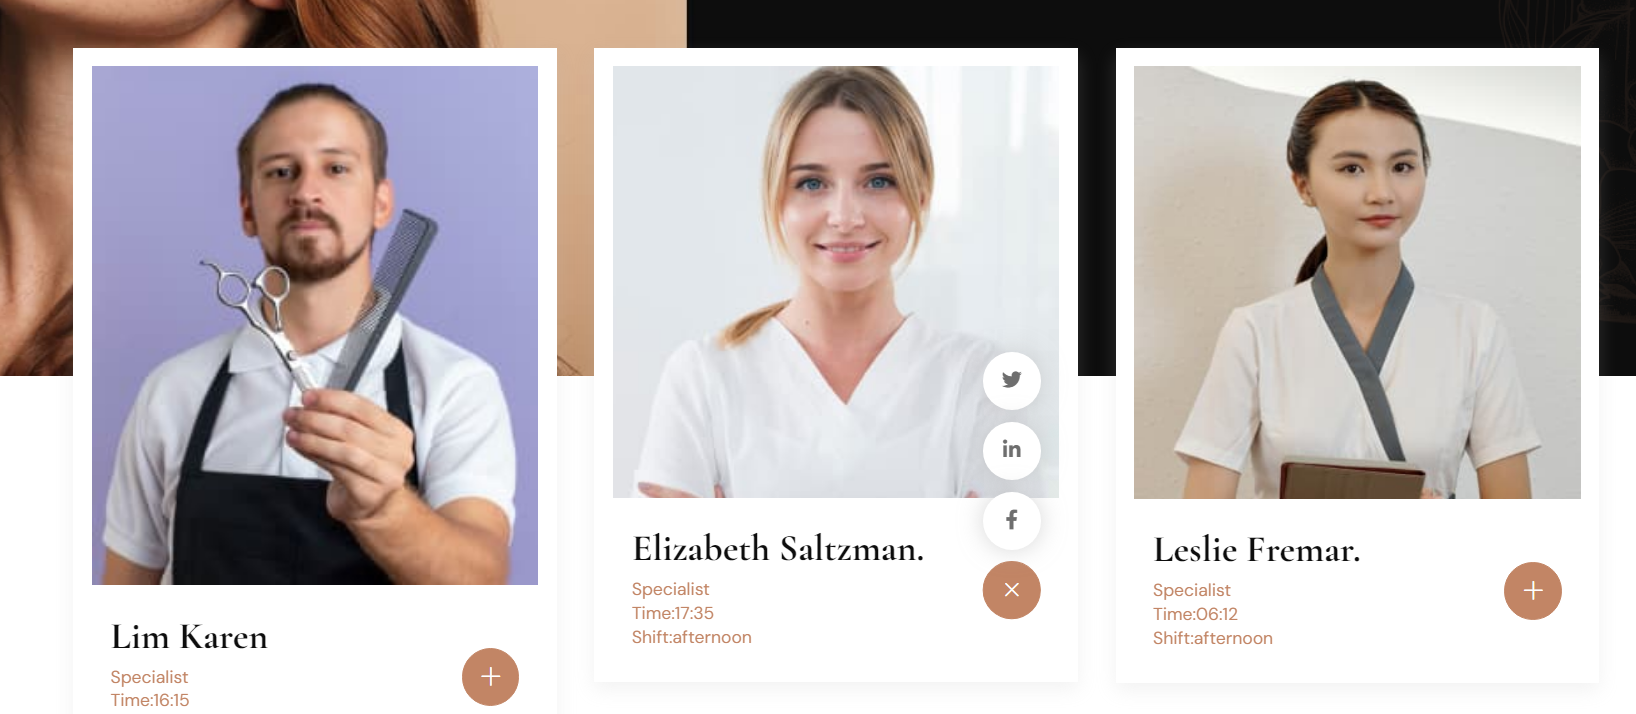 Lim Karen
Specialist
Time:16:15
Elizabeth Saltzman.
Specialist
Time:17:35
Shift:afternoon
Leslie Fremar.
Specialist
Time:06:12
Shift:afternoon